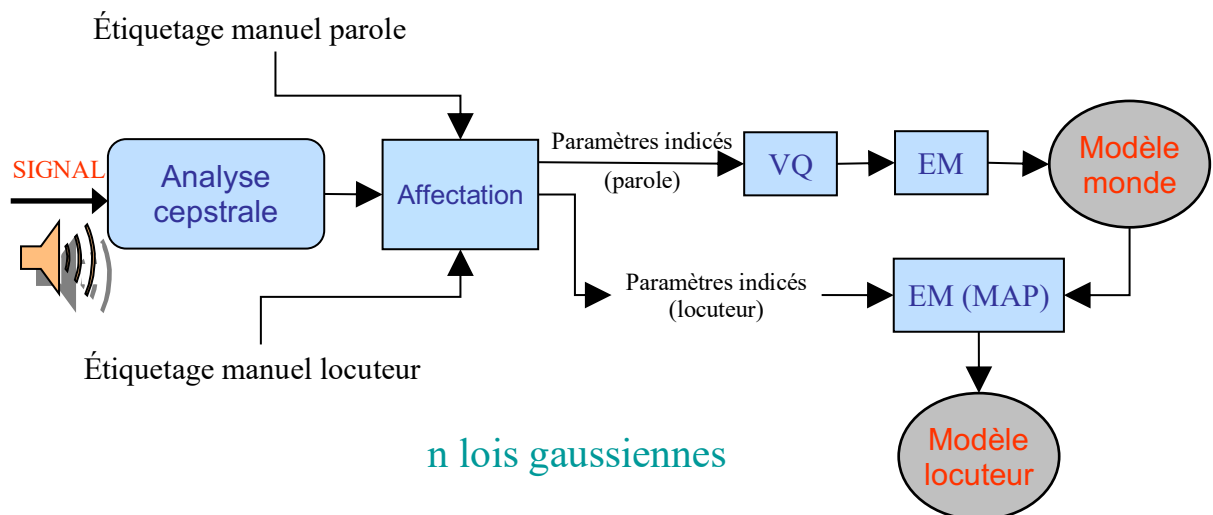 Étiquetage manuel parole
SIGNAL
Analyse
cepstrale
Affectation
Paramètres indicés
(parole)
VQ
EM
Modèle
monde
Paramètres indicés
(locuteur)
EM (MAP)
Étiquetage manuel locuteur
n lois gaussiennes
Modèle
locuteur